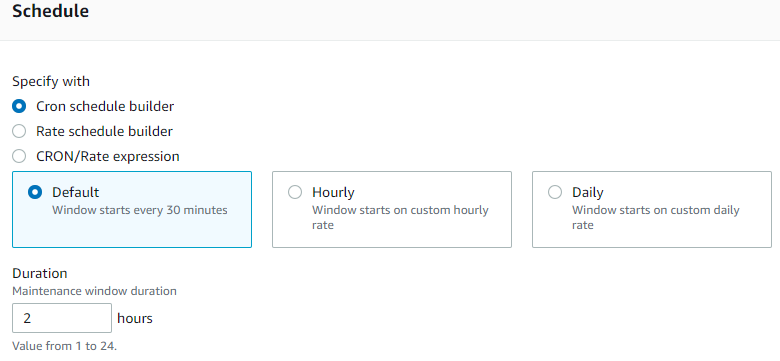 Schedule
Specify with
Cron schedule builder
Rate schedule builder
CRON/Rate expression
Default
Window starts every 30 minutes
Hourly
Window starts on custom hourly
rate
Daily
Window starts on custom daily
rate
Duration
Maintenance window duration
2 hours
Value from 1 to 24.